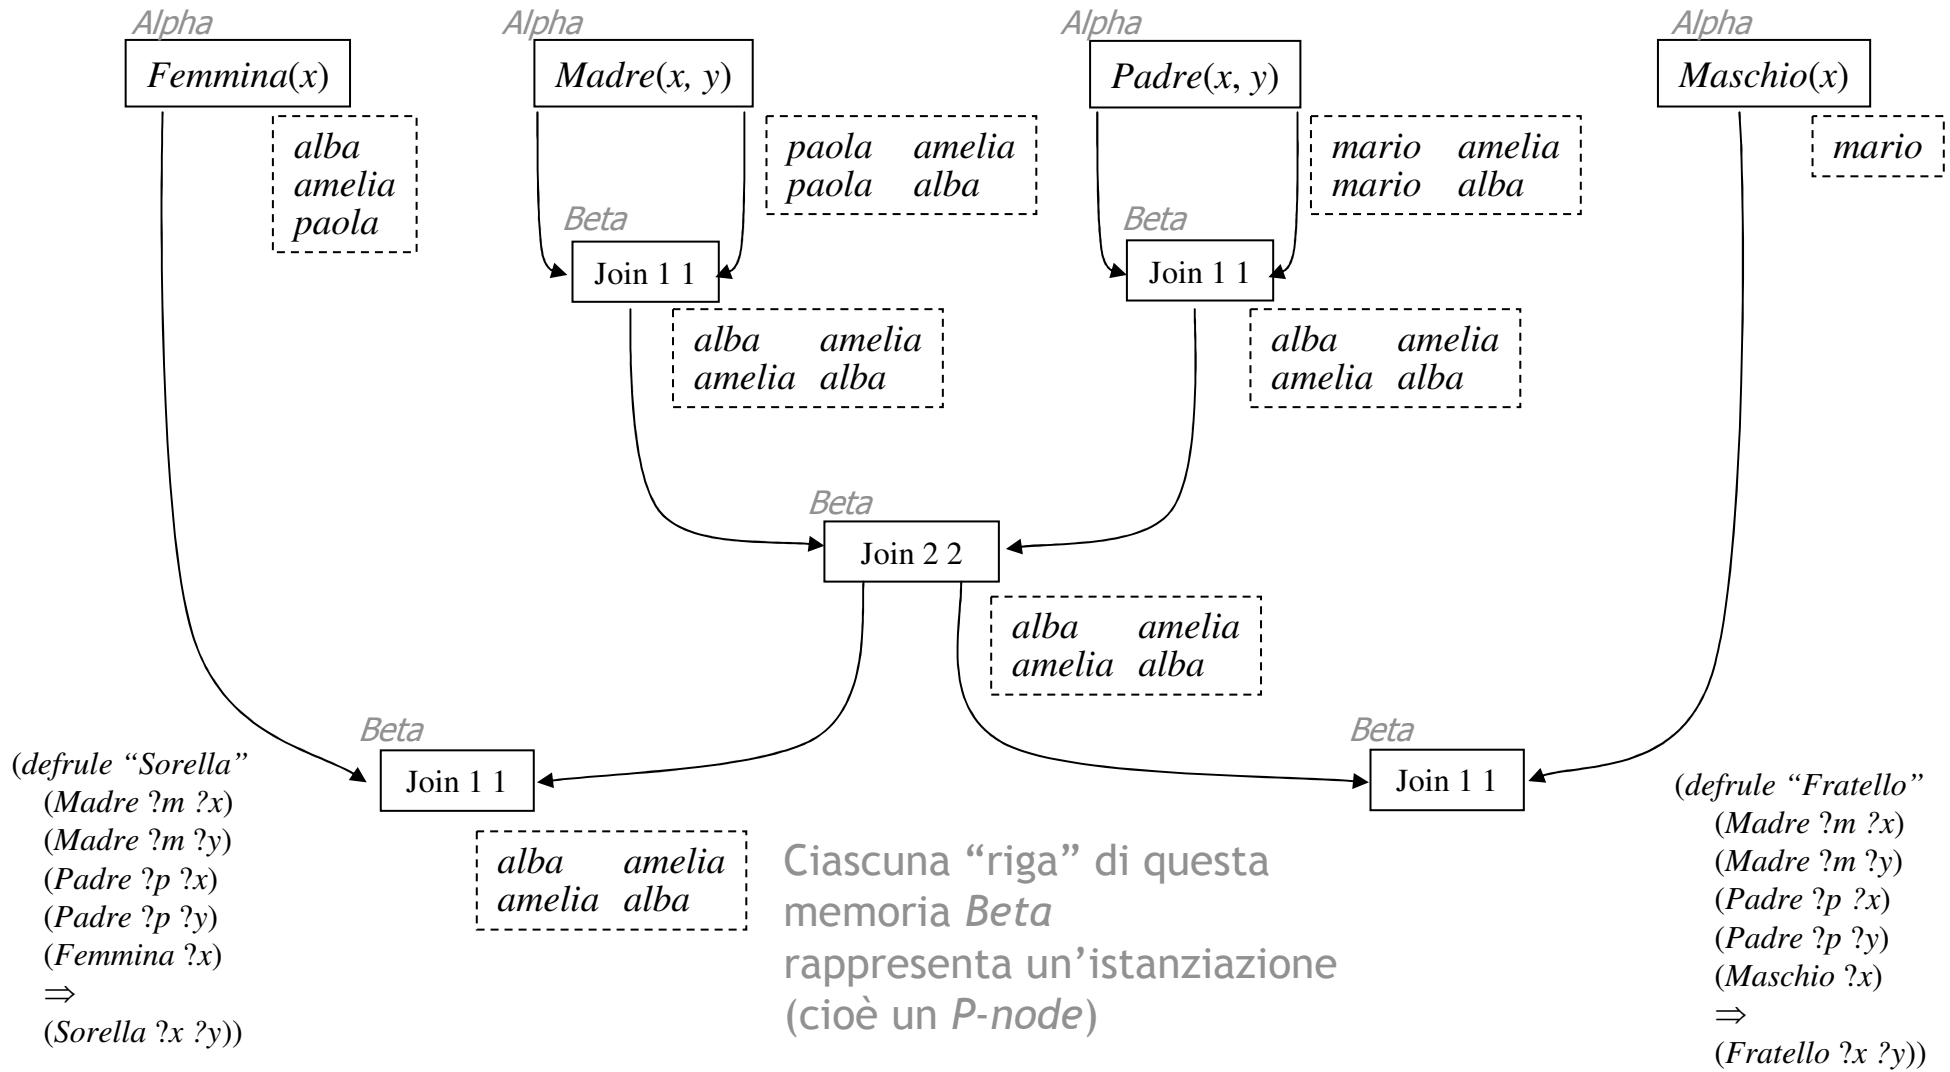 Alpha
Alpha
Alpha
Alpha
Femmina(x)
Madre(x, y)
Padre(x, y)
Maschio(x)
alba
amelia
paola
paola amelia
paola alba
mario amelia
mario alba
mario
Beta
Beta
Join 1 1
Join 1 1
alba amelia
amelia alba
alba amelia
amelia alba
Beta
Join 2 2
alba amelia
amelia alba
Beta
Beta
Join 1 1
Join 1 1
(defrule “Sorella”
(Madre ?m ?x)
(Madre ?m ?y)
(Padre ?p ?x)
(Padre ?p ?y)
(Femmina ?x)
⇒
(Sorella ?x ?y))
alba amelia
amelia alba
Ciascuna “riga” di questa
memoria Beta
rappresenta un’istanziazione
(cioè un P-node)
(defrule “Fratello”
(Madre ?m ?x)
(Madre ?m ?y)
(Padre ?p ?x)
(Padre ?p ?y)
(Maschio ?x)
⇒
(Fratello ?x ?y))